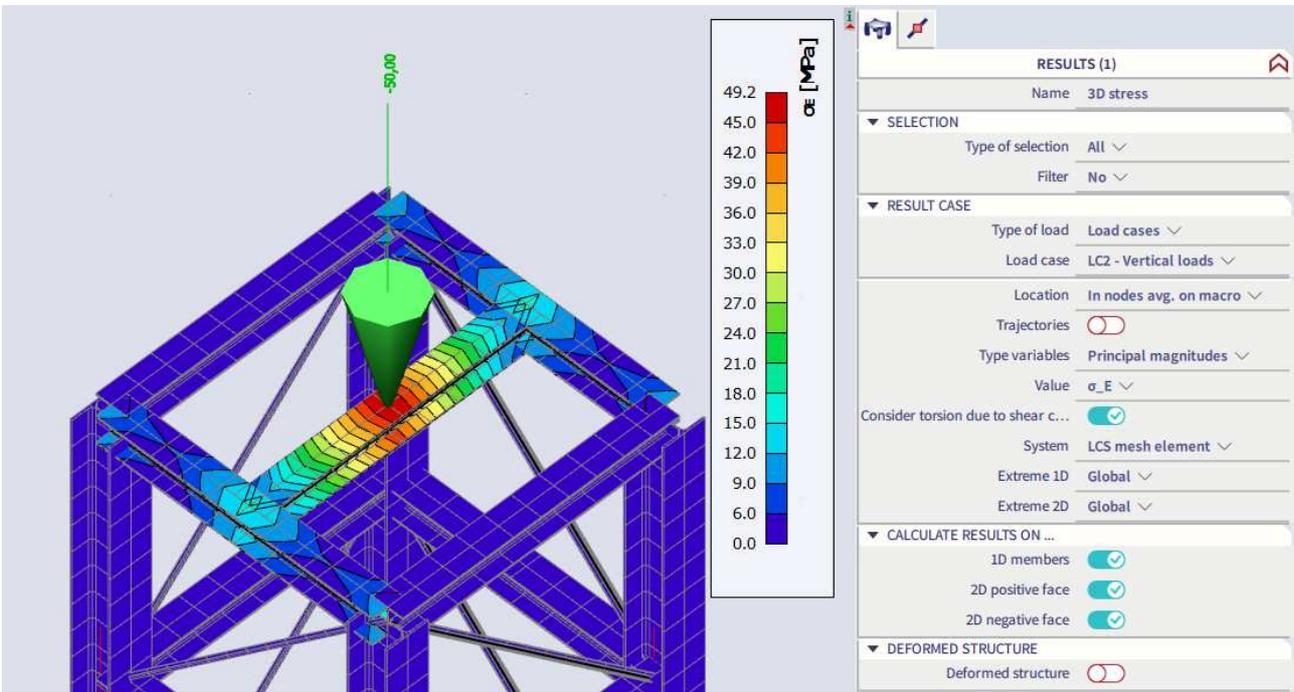 -50,00
σE [MPa]
49.2
45.0
42.0
39.0
36.0
33.0
30.0
27.0
24.0
21.0
18.0
15.0
12.0
9.0
6.0
0.0
RESULTS (1)
Name 3D stress
SELECTION
Type of selection All
Filter No
RESULT CASE
Type of load Load cases
Load case LC2 - Vertical loads
Location In nodes avg. on macro
Trajectories
Type variables Principal magnitudes
Value σ_E
Consider torsion due to shear c...
System LCS mesh element
Extreme 1D Global
Extreme 2D Global
CALCULATE RESULTS ON ...
1D members
2D positive face
2D negative face
DEFORMED STRUCTURE
Deformed structure